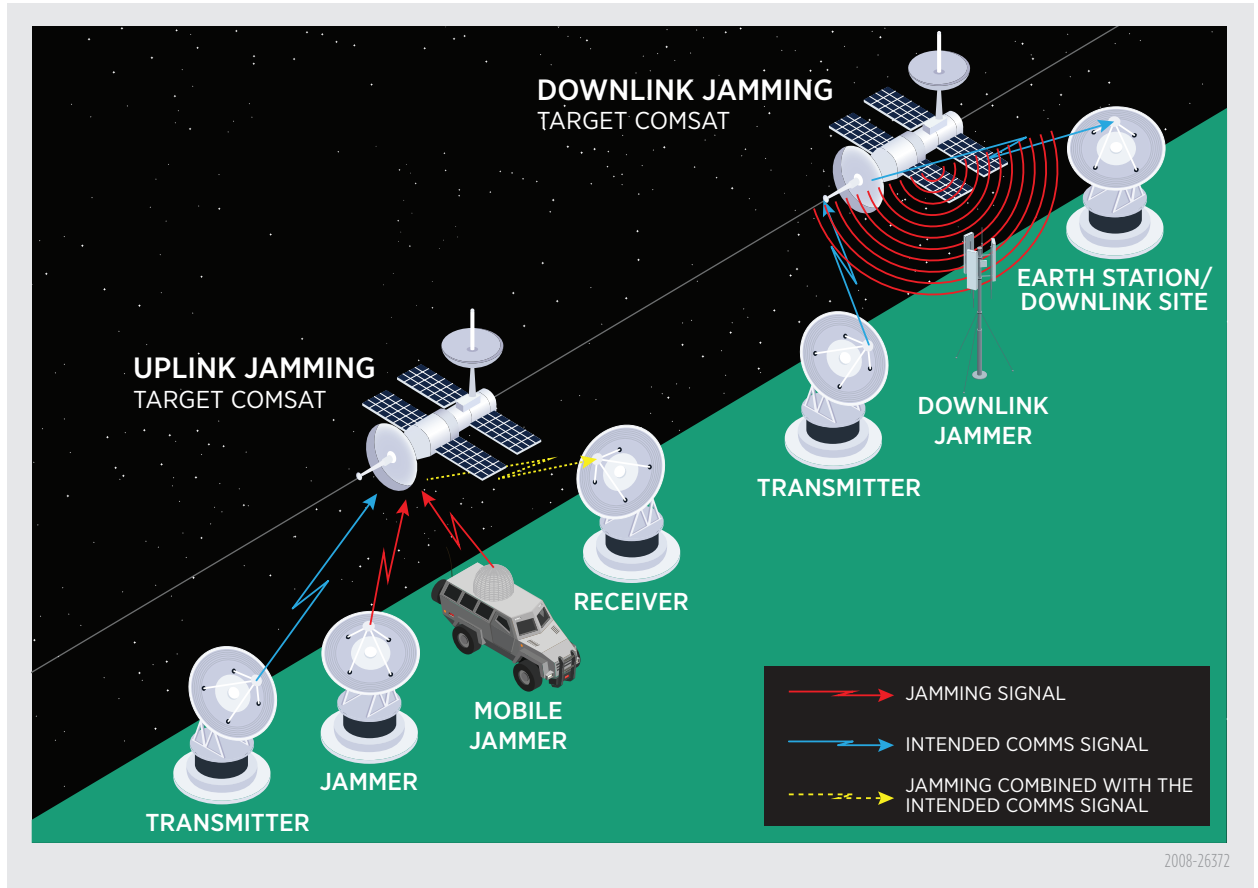 DOWNLINK JAMMING
TARGET COMSAT
EARTH STATION/
DOWNLINK SITE
DOWNLINK
JAMMER
TRANSMITTER
UPLINK JAMMING
TARGET COMSAT
RECEIVER
MOBILE
JAMMER
JAMMER
TRANSMITTER
JAMMING SIGNAL
INTENDED COMMS SIGNAL
JAMMING COMBINED WITH THE
INTENDED COMMS SIGNAL
2008-26372